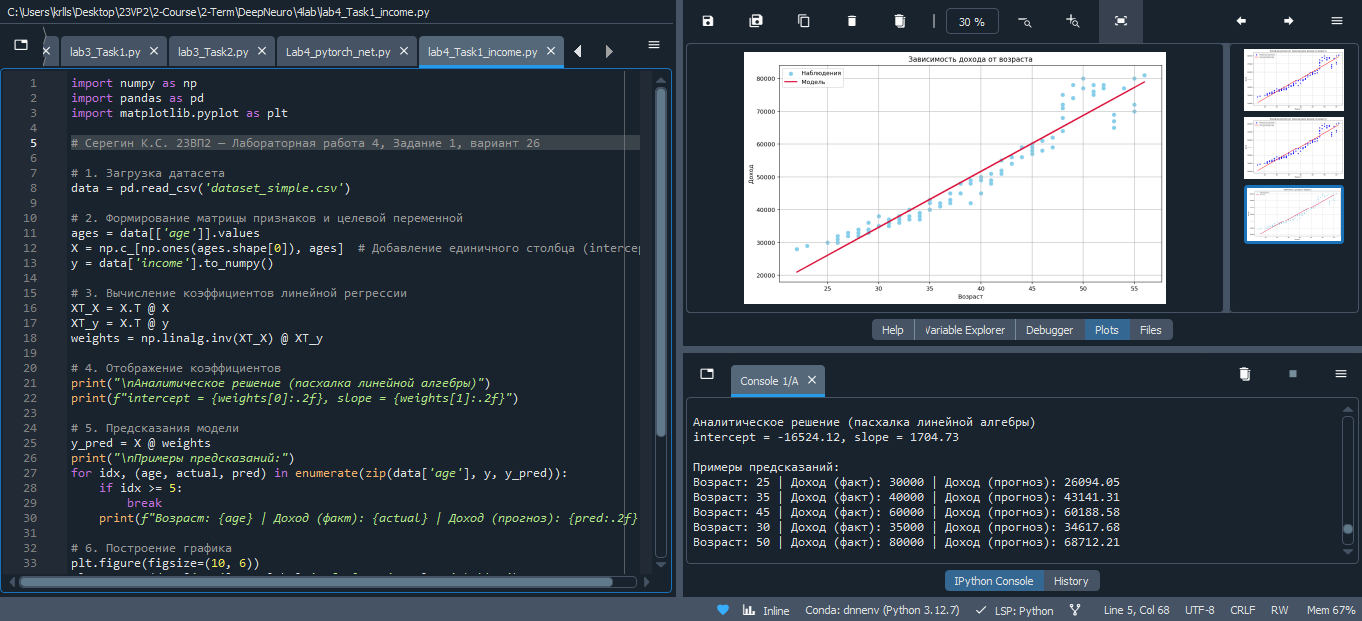 C:\Users\krlls\Desktop\23VP2\2-Course\2-Term\DeepNeuro\4lab\lab4_Task1_income.py
lab3_Task1.py
lab3_Task2.py
Lab4_pytorch_net.py
lab4_Task1_income.py
1 import numpy as np
2 import pandas as pd
3 import matplotlib.pyplot as plt
4
5 # Серегин К.С. 23ВП2 — Лабораторная работа 4, Задание 1, вариант 26
6
7 # 1. Загрузка датасета
8 data = pd.read_csv('dataset_simple.csv')
9
10 # 2. Формирование матрицы признаков и целевой переменной
11 ages = data[['age']].values
12 X = np.c_[np.ones(ages.shape[0]), ages]  # Добавление единичного столбца (interce
13 y = data['income'].to_numpy()
14
15 # 3. Вычисление коэффициентов линейной регрессии
16 XT_X = X.T @ X
17 XT_y = X.T @ y
18 weights = np.linalg.inv(XT_X) @ XT_y
19
20 # 4. Отображение коэффициентов
21 print("\nАналитическое решение (пасхалка линейной алгебры)")
22 print(f"intercept = {weights[0]:.2f}, slope = {weights[1]:.2f}")
23
24 # 5. Предсказания модели
25 y_pred = X @ weights
26 print("\nПримеры предсказаний:")
27 for idx, (age, actual, pred) in enumerate(zip(data['age'], y, y_pred)):
28     if idx >= 5:
29         break
30     print(f"Возраст: {age} | Доход (факт): {actual} | Доход (прогноз): {pred:.2f}
31
32 # 6. Построение графика
33 plt.figure(figsize=(10, 6))
30 %
Зависимость дохода от возраста
Наблюдения
Модель
80000
70000
60000
50000
40000
30000
20000
Доход
25 30 35 40 45 50 55
Возраст
Help
Variable Explorer
Debugger
Plots
Files
Console 1/A
Аналитическое решение (пасхалка линейной алгебры)
intercept = -16524.12, slope = 1704.73
Примеры предсказаний:
Возраст: 25 | Доход (факт): 30000 | Доход (прогноз): 26094.05
Возраст: 35 | Доход (факт): 40000 | Доход (прогноз): 43141.31
Возраст: 45 | Доход (факт): 60000 | Доход (прогноз): 60188.58
Возраст: 30 | Доход (факт): 35000 | Доход (прогноз): 34617.68
Возраст: 50 | Доход (факт): 80000 | Доход (прогноз): 68712.21
IPython Console
History
Inline
Conda: dnnenv (Python 3.12.7)
LSP: Python
Line 5, Col 68
UTF-8
CRLF
RW
Mem 67%